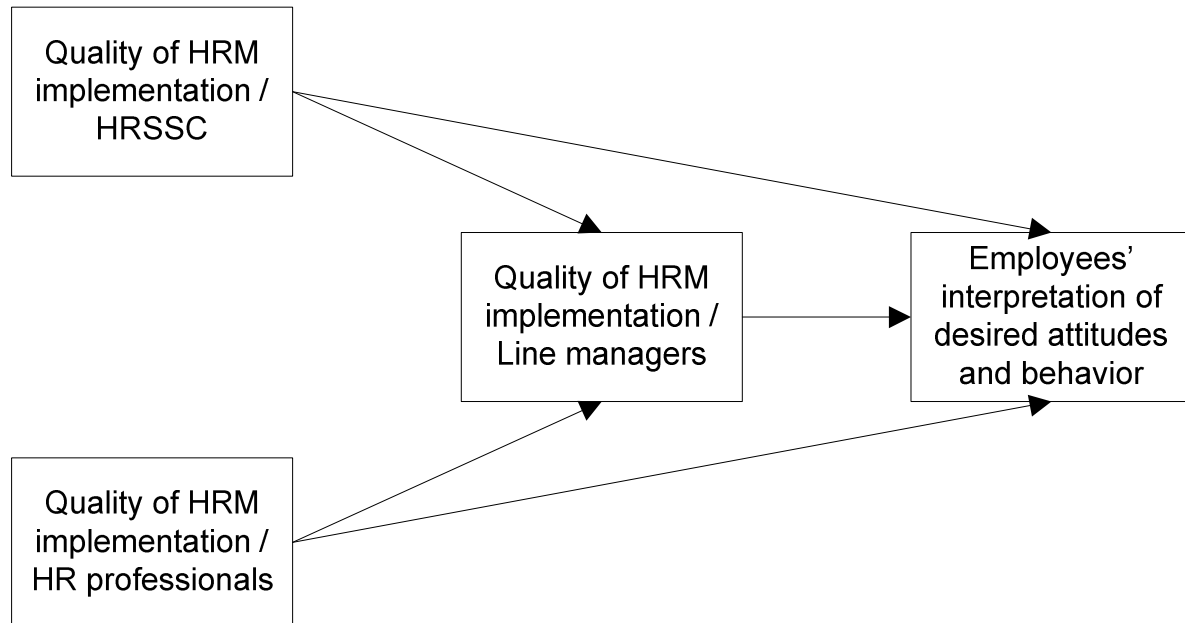 Quality of HRM
implementation /
HRSSC
Quality of HRM
implementation /
Line managers
Employees’
interpretation of
desired attitudes
and behavior
Quality of HRM
implementation /
HR professionals